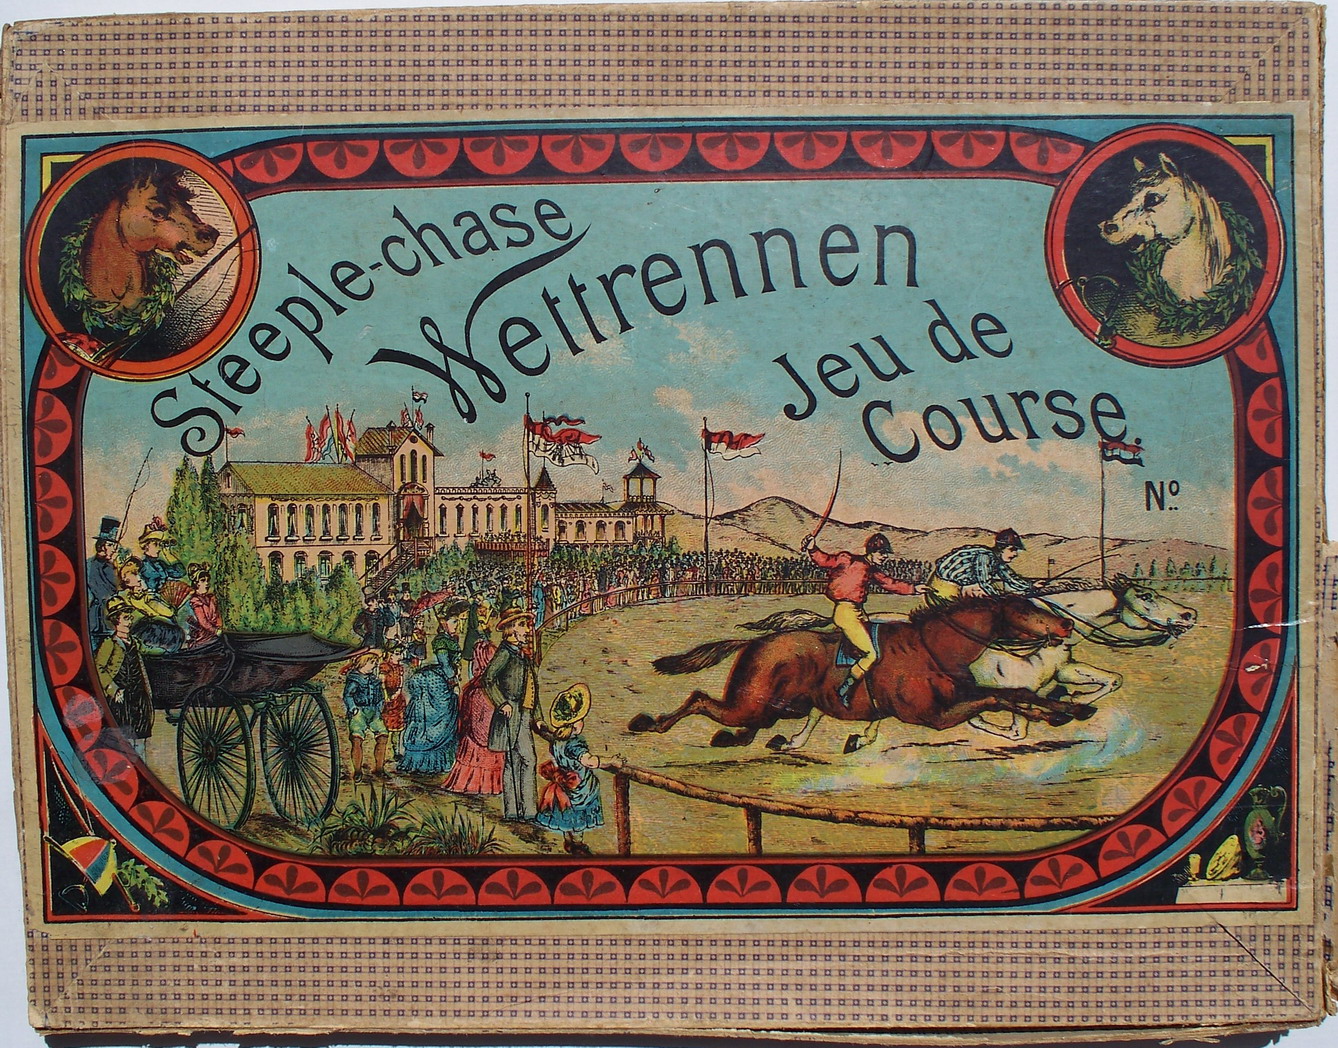 Steeple-chase
Wettrennen
Jeu de
Course.
Nº